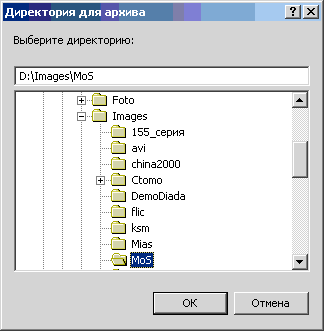 Директория для архива
Выберите директорию:
D:\Images\MoS
Foto
Images
155_серия
avi
china2000
Ctomo
DemoDiada
flic
ksm
Mias
MoS
OK
Отмена